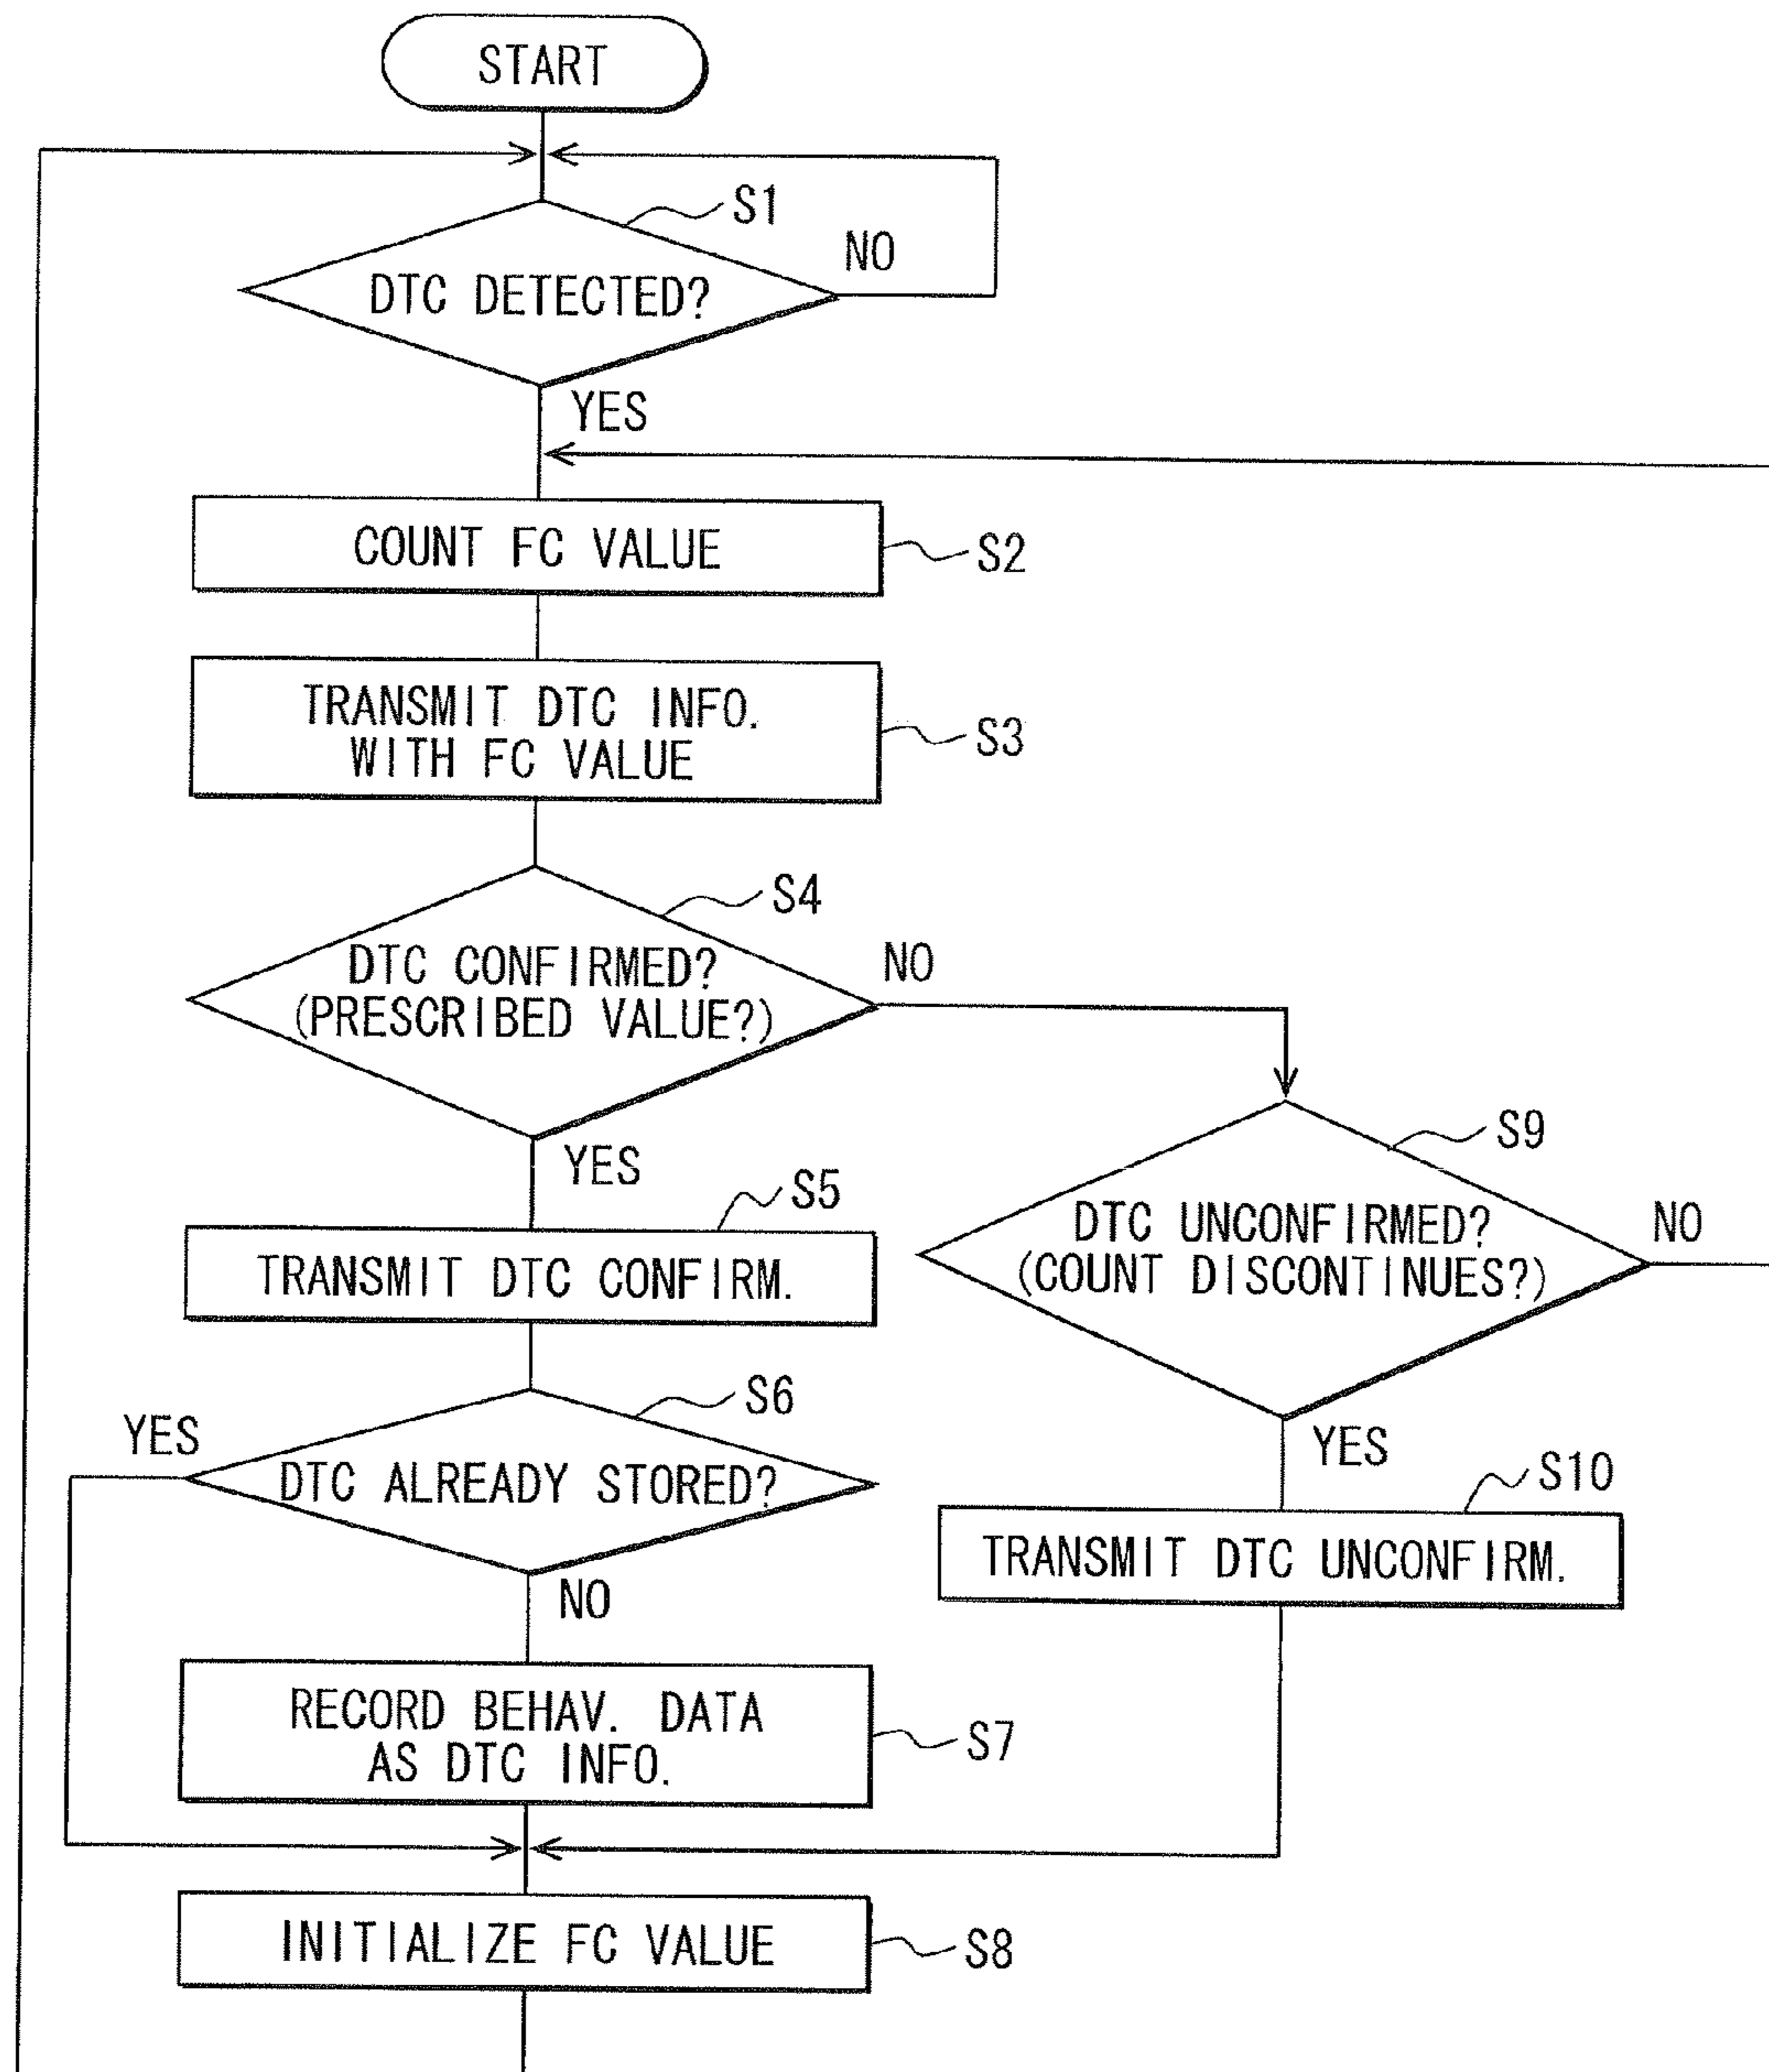 START
S1
NO
DTC DETECTED?
YES
COUNT FC VALUE
S2
TRANSMIT DTC INFO.
WITH FC VALUE
S3
S4
DTC CONFIRMED?
(PRESCRIBED VALUE?)
NO
YES
S9
S5
DTC UNCONFIRMED?
(COUNT DISCONTINUES?)
NO
TRANSMIT DTC CONFIRM.
S6
YES
DTC ALREADY STORED?
YES
S10
TRANSMIT DTC UNCONFIRM.
NO
RECORD BEHAV. DATA
AS DTC INFO.
S7
INITIALIZE FC VALUE
S8